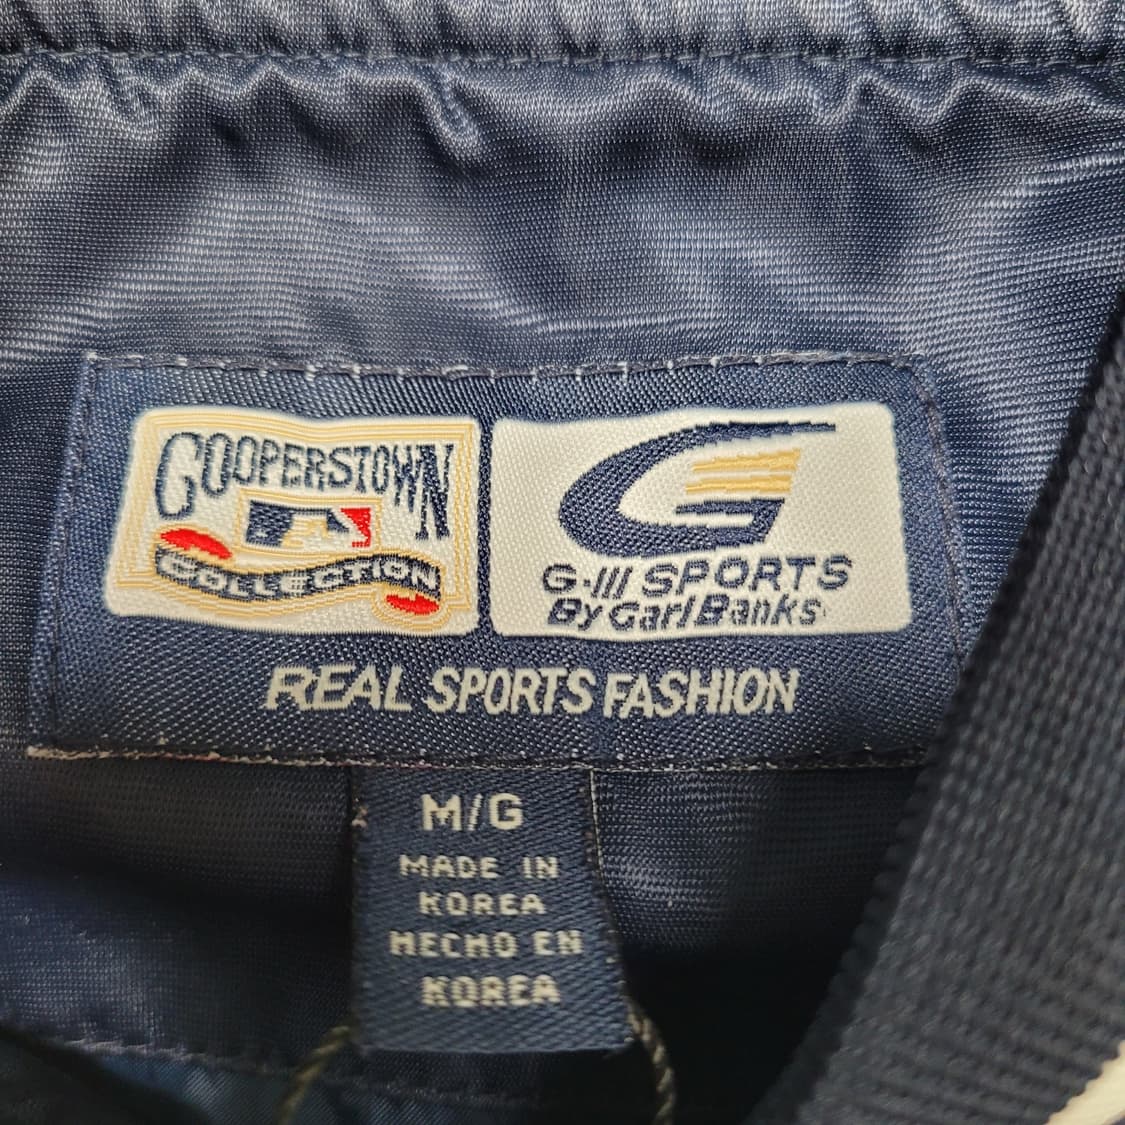 COOPERSTOWN
COLLECTION
G-III SPORTS
By Carl Banks
REAL SPORTS FASHION
M/G
MADE IN
KOREA
HECHO EN
KOREA